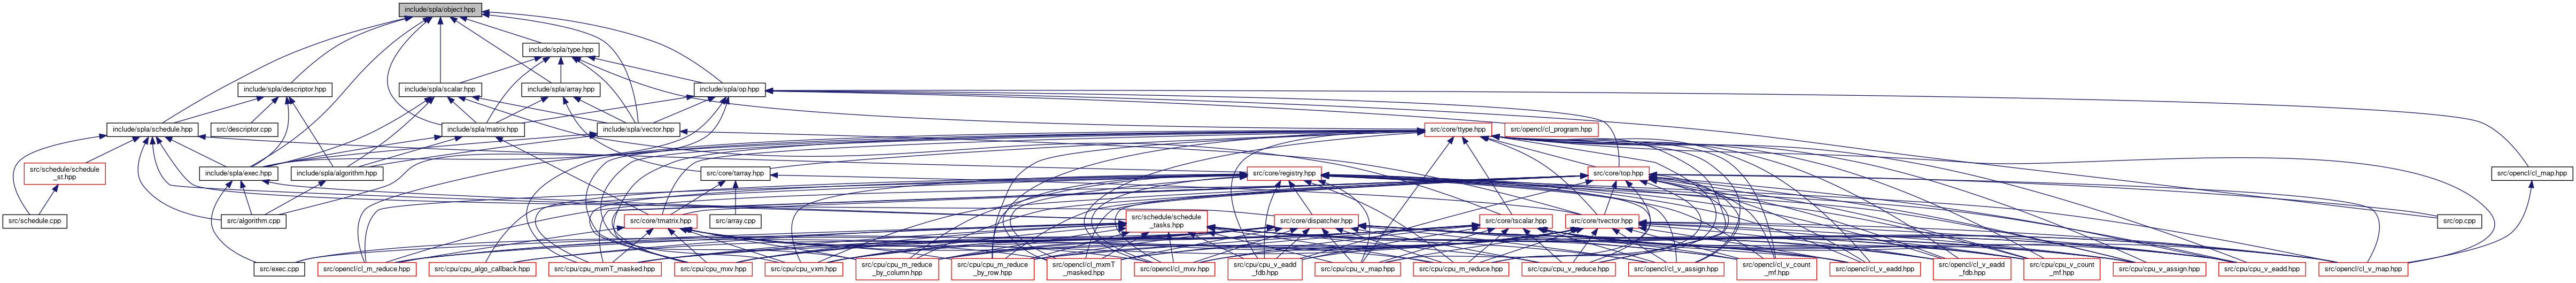 include/spla/object.hpp
include/spla/type.hpp
include/spla/descriptor.hpp
include/spla/scalar.hpp
include/spla/array.hpp
include/spla/op.hpp
include/spla/schedule.hpp
src/descriptor.cpp
include/spla/matrix.hpp
include/spla/vector.hpp
src/core/ttype.hpp
src/opencl/cl_program.hpp
src/schedule/schedule
_st.hpp
include/spla/exec.hpp
include/spla/algorithm.hpp
src/core/tarray.hpp
src/core/registry.hpp
src/core/top.hpp
src/opencl/cl_map.hpp
src/schedule.cpp
src/algorithm.cpp
src/core/tmatrix.hpp
src/array.cpp
src/schedule/schedule
_tasks.hpp
src/core/dispatcher.hpp
src/core/tscalar.hpp
src/core/tvector.hpp
src/op.cpp
src/exec.cpp
src/opencl/cl_m_reduce.hpp
src/cpu/cpu_algo_callback.hpp
src/cpu/cpu_mxmT_masked.hpp
src/cpu/cpu_mxv.hpp
src/cpu/cpu_vxm.hpp
src/cpu/cpu_m_reduce
_by_column.hpp
src/cpu/cpu_m_reduce
_by_row.hpp
src/opencl/cl_mxmT
_masked.hpp
src/opencl/cl_mxv.hpp
src/cpu/cpu_v_eadd
_fdb.hpp
src/cpu/cpu_v_map.hpp
src/cpu/cpu_m_reduce.hpp
src/cpu/cpu_v_reduce.hpp
src/opencl/cl_v_assign.hpp
src/opencl/cl_v_count
_mf.hpp
src/opencl/cl_v_eadd.hpp
src/opencl/cl_v_eadd
_fdb.hpp
src/cpu/cpu_v_count
_mf.hpp
src/cpu/cpu_v_assign.hpp
src/cpu/cpu_v_eadd.hpp
src/opencl/cl_v_map.hpp